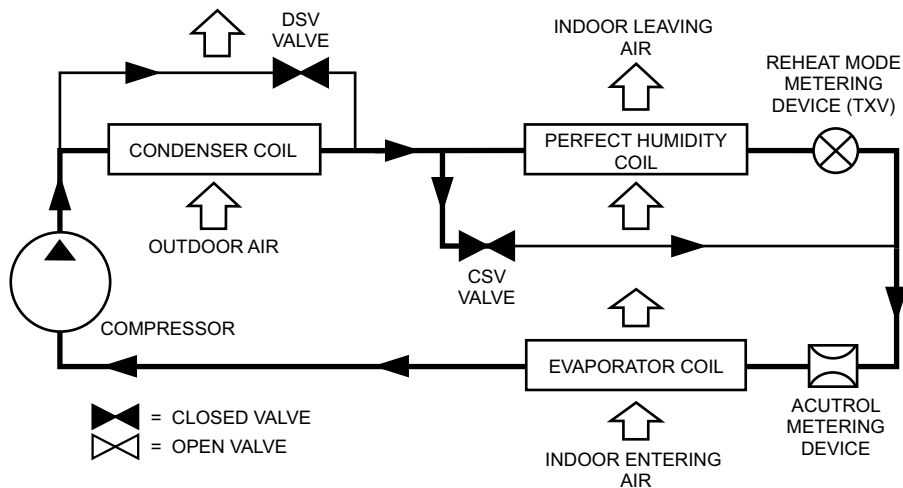 DSV
VALVE
INDOOR LEAVING
AIR
REHEAT MODE
METERING
DEVICE (TXV)
CONDENSER COIL
PERFECT HUMIDITY
COIL
OUTDOOR AIR
CSV
VALVE
COMPRESSOR
EVAPORATOR COIL
= CLOSED VALVE
= OPEN VALVE
INDOOR ENTERING
AIR
ACUTROL
METERING
DEVICE